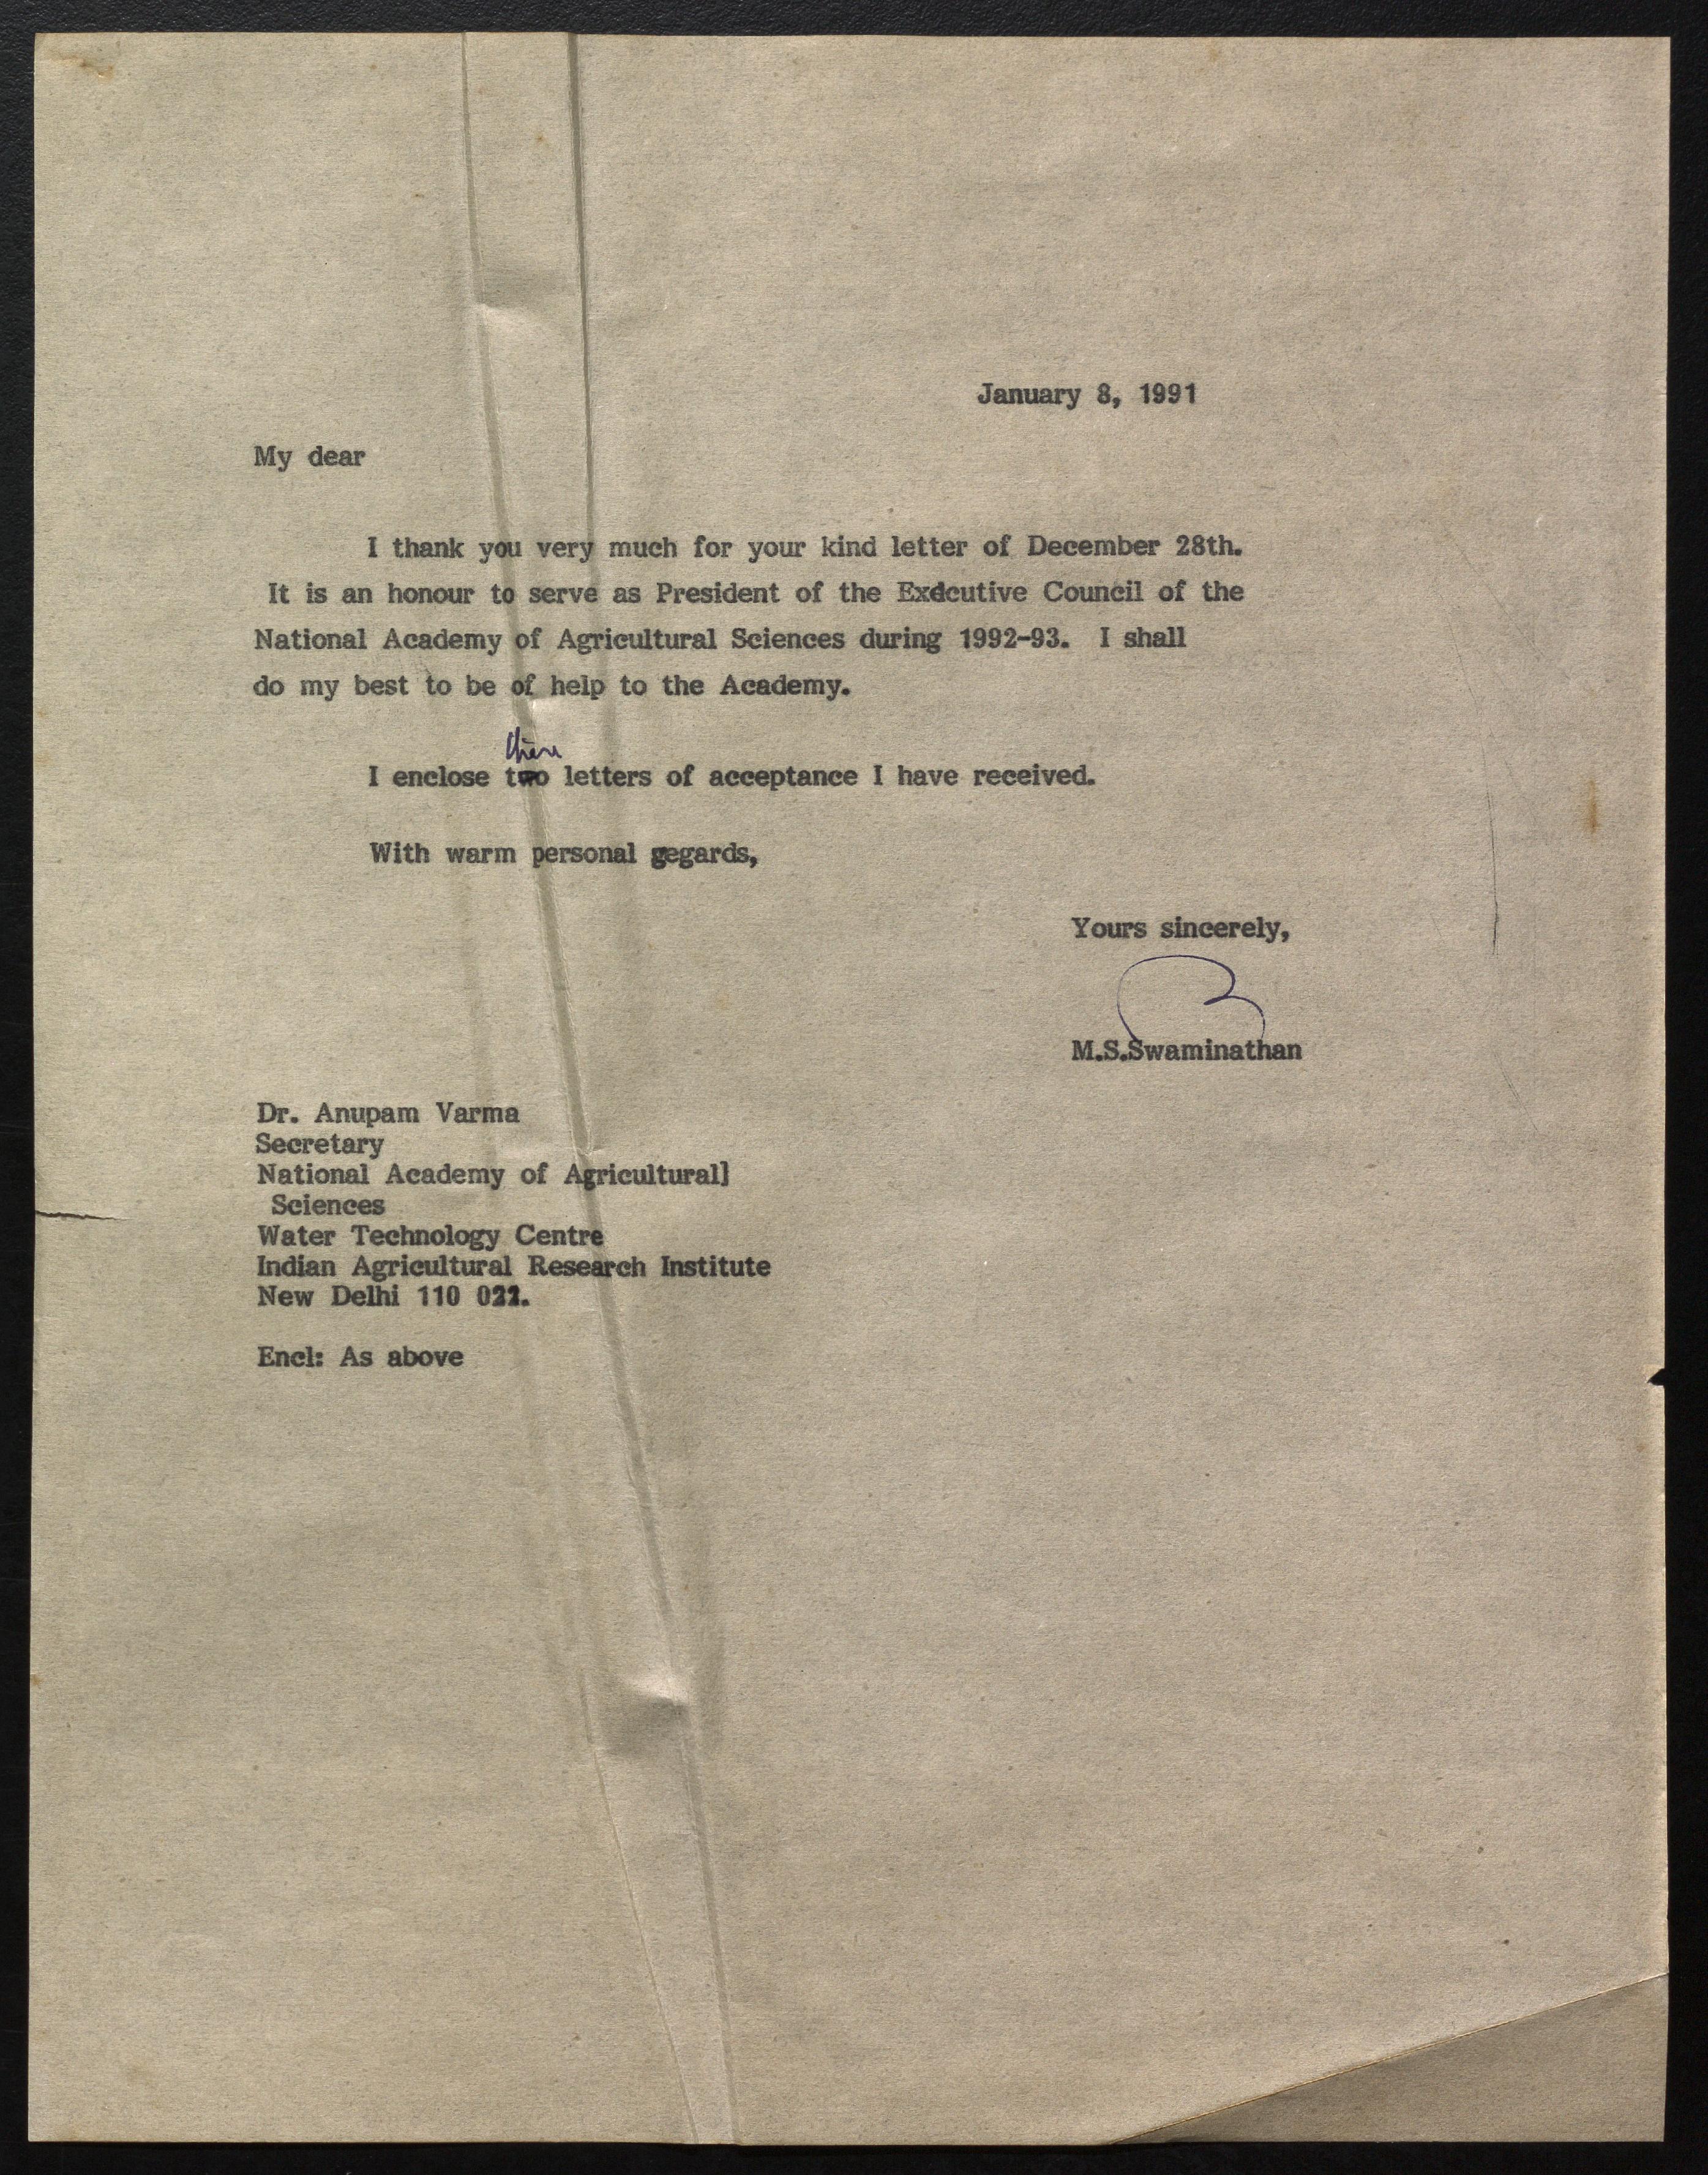 January 8, 1991
My dear
I thank you very much for your kind letter of December 28th.
It is an honour to serve as President of the Executive Council of the
National Academy of Agricultural Sciences during 1992-93. I shall
do my best to be of help to the Academy.
three
I enclose two letters of acceptance I have received.
With warm personal gegards,
Yours sincerely,
M.S.Swaminathan
Dr. Anupam Varma
Secretary
National Academy of Agricultural]
Sciences
Water Technology Centre
Indian Agricultural Research Institute
New Delhi 110
Encl: As above